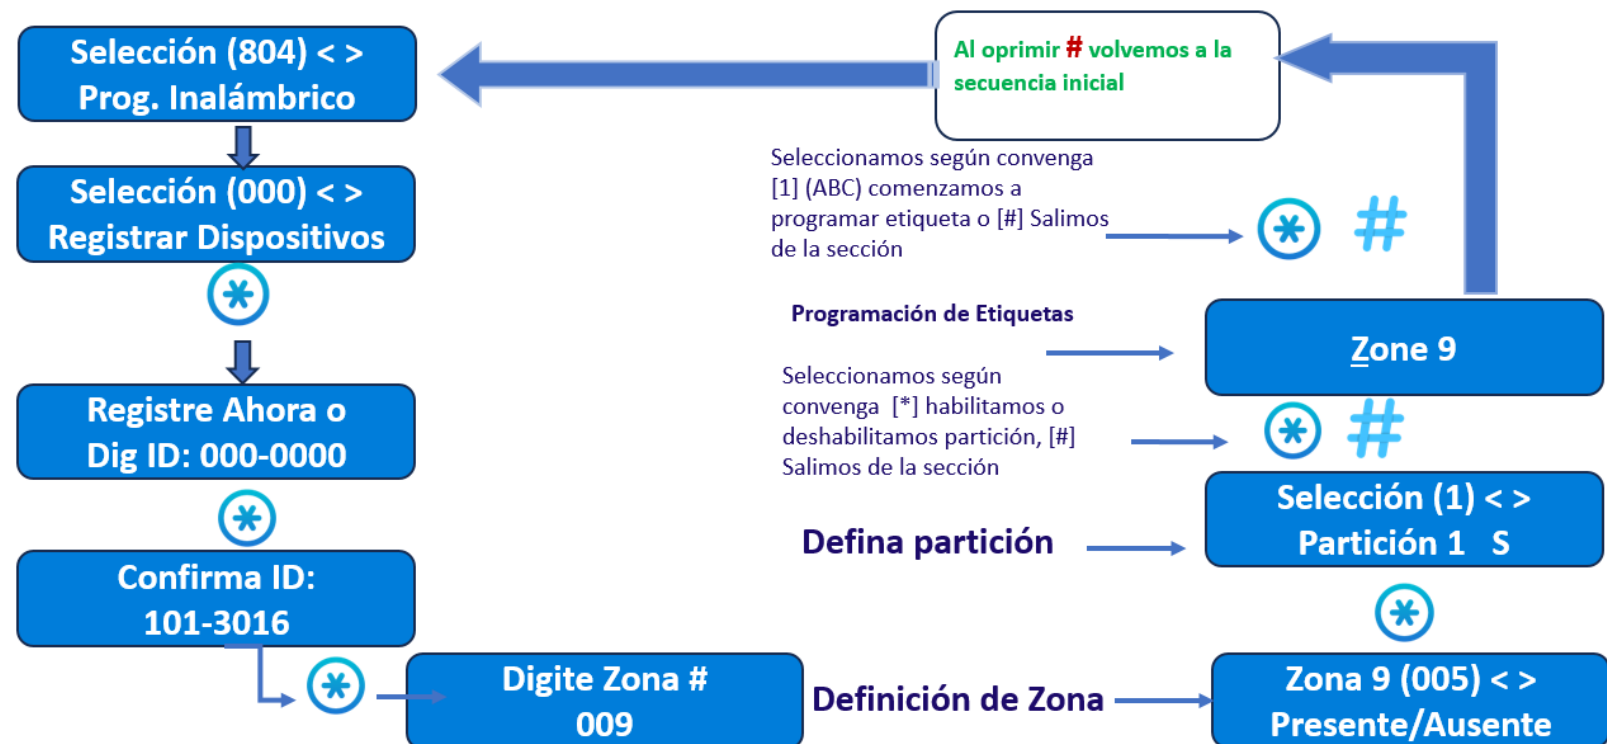 Selección (804) < >
Prog. Inalámbrico
Selección (000) < >
Registrar Dispositivos
*
Registre Ahora o
Dig ID: 000-0000
*
Confirma ID:
101-3016
*
Digite Zona #
009
Definición de Zona
Zona 9 (005) < >
Presente/Ausente
*
Defina partición
Selección (1) < >
Partición 1 S
Seleccionamos según
convenga [*] habilitamos o
deshabilitamos partición, [#]
Salimos de la sección
* #
Programación de Etiquetas
Zone 9
Seleccionamos según convenga
[1] (ABC) comenzamos a
programar etiqueta o [#] Salimos
de la sección
* #
Al oprimir # volvemos a la
secuencia inicial